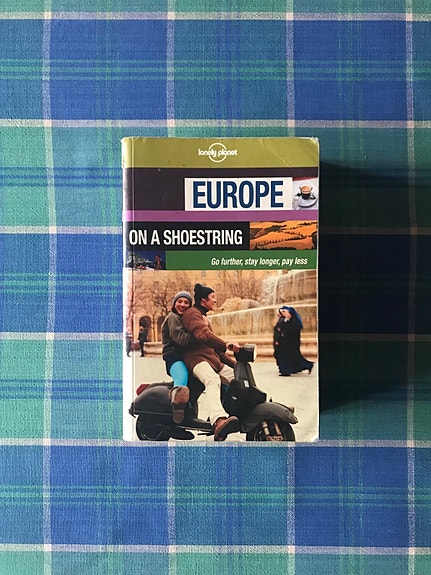 lonely planet
EUROPE
ON A SHOESTRING
Go further, stay longer, pay less